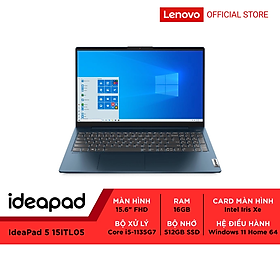 Lenovo OFFICIAL STORE
ideapad
IdeaPad 5 15ITL05
MÀN HÌNH
15.6" FHD
RAM
16GB
CARD MÀN HÌNH
Intel Iris Xe
BỘ XỬ LÝ
Core i5-1135G7
BỘ NHỚ
512GB SSD
HỆ ĐIỀU HÀNH
Windows 11 Home 64